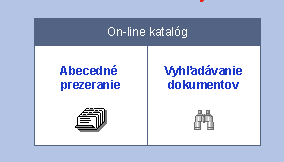 On-line katalóg
Abecedné
prezeranie
Vyhľadávanie
dokumentov